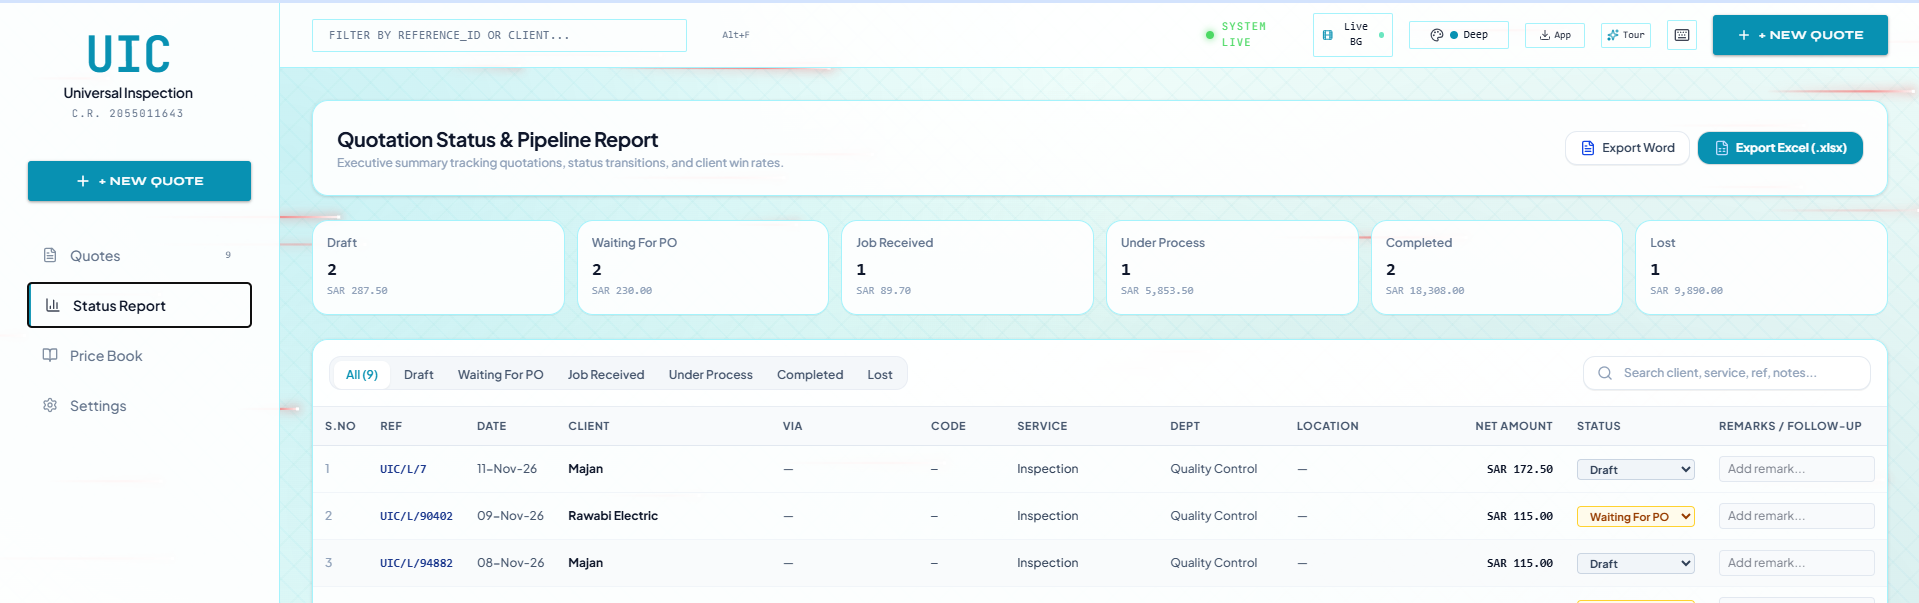 UIC
Universal Inspection
C.R. 2055011643
+ NEW QUOTE
Quotes 9
Status Report
Price Book
Settings
FILTER BY REFERENCE_ID OR CLIENT...
Alt+F
SYSTEM LIVE
Live BG
Deep
App
Tour
+ NEW QUOTE
Quotation Status & Pipeline Report
Executive summary tracking quotations, status transitions, and client win rates.
Export Word
Export Excel (.xlsx)
Draft
2
SAR 287.50
Waiting For PO
2
SAR 230.00
Job Received
1
SAR 89.70
Under Process
1
SAR 5,853.50
Completed
2
SAR 18,308.00
Lost
1
SAR 9,890.00
All (9) Draft Waiting For PO Job Received Under Process Completed Lost
Search client, service, ref, notes...
S.NO REF DATE CLIENT VIA CODE SERVICE DEPT LOCATION NET AMOUNT STATUS REMARKS / FOLLOW-UP
1 UIC/L/7 11-Nov-26 Majan — — Inspection Quality Control — SAR 172.50 Draft Add remark...
2 UIC/L/90402 09-Nov-26 Rawabi Electric — — Inspection Quality Control — SAR 115.00 Waiting For PO Add remark...
3 UIC/L/94882 08-Nov-26 Majan — — Inspection Quality Control — SAR 115.00 Draft Add remark...